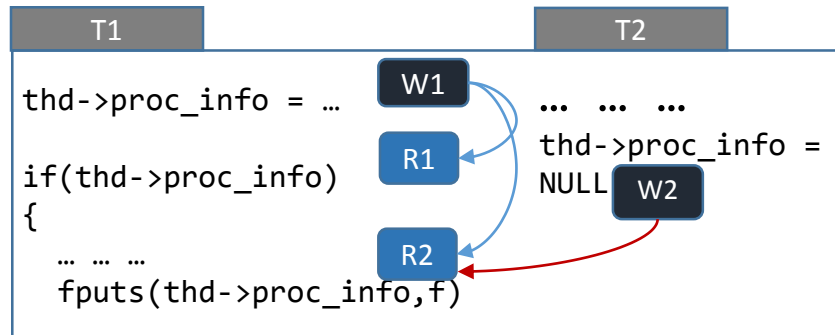 T1
T2
thd->proc_info = …
W1
R1
if(thd->proc_info)
{
… … …
R2
fputs(thd->proc_info,f)
… … …
thd->proc_info =
NULL
W2